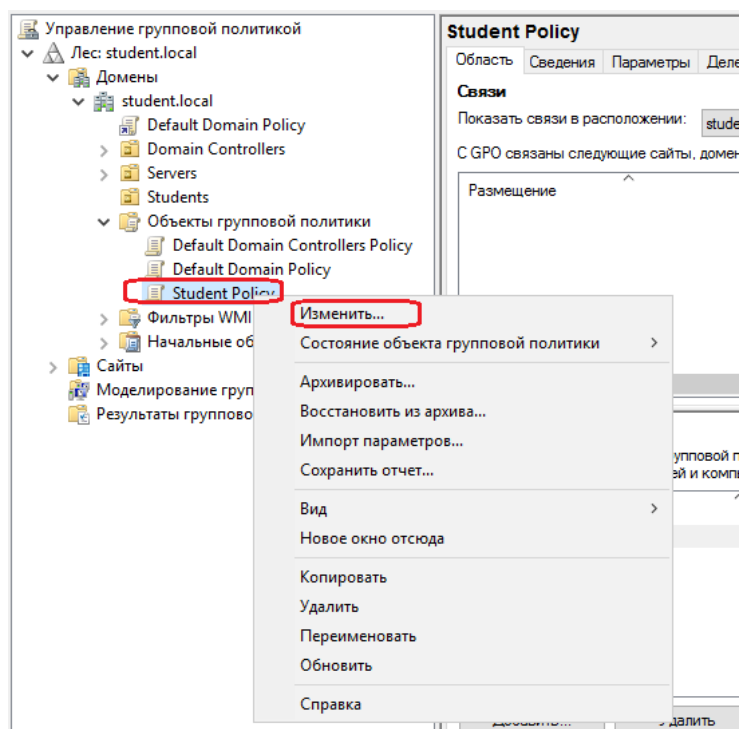 Управление групповой политикой
Лес: student.local
Домены
student.local
Default Domain Policy
Domain Controllers
Servers
Students
Объекты групповой политики
Default Domain Controllers Policy
Default Domain Policy
Student Policy
Фильтры WMI
Начальные об
Сайты
Моделирование груп
Результаты группово
Изменить...
Состояние объекта групповой политики
Архивировать...
Восстановить из архива...
Импорт параметров...
Сохранить отчет...
Вид
Новое окно отсюда
Копировать
Удалить
Переименовать
Обновить
Справка
Student Policy
Область Сведения Параметры Деле
Связи
Показать связи в расположении: stude
С GPO связаны следующие сайты, домен
Размещение
упповой п
ей и комп
Добавить... Удалить